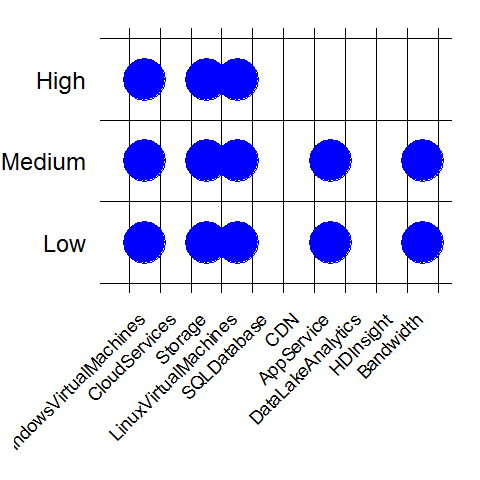 High
Medium
Low
ndowsVirtualMachines
CloudServices
Storage
LinuxVirtualMachines
SQLDatabase
CDN
AppService
DataLakeAnalytics
HDInsight
Bandwidth